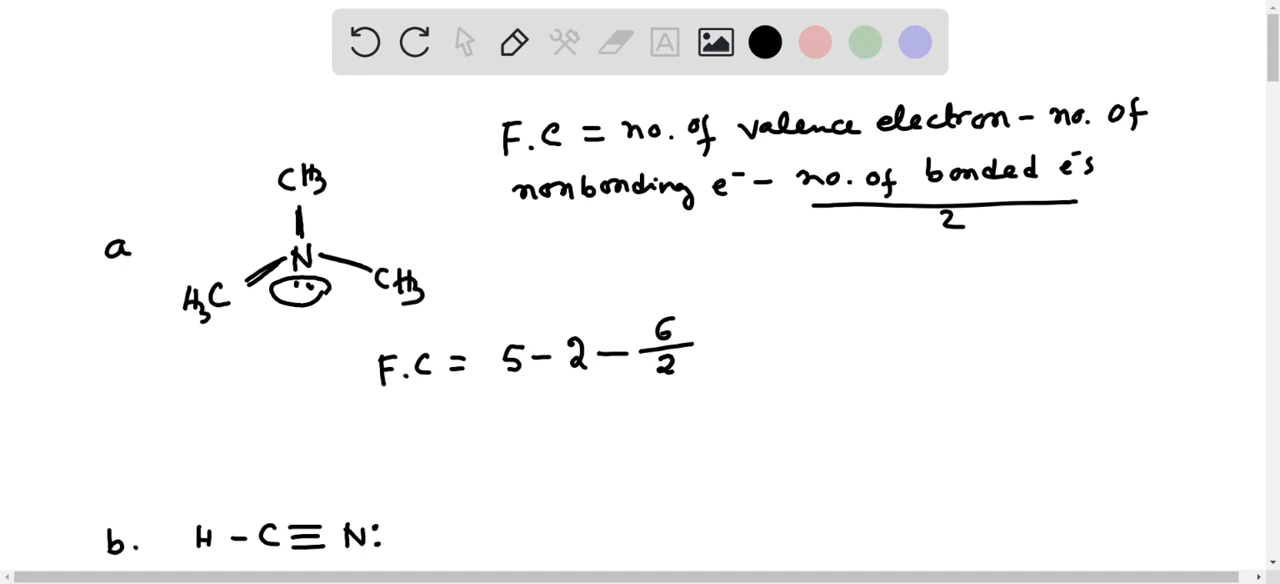 F.C = no. of valence electron - no. of
nonbonding e⁻ - no. of bonded e⁻s
2
CH3
a
N
H3C
CH3
F.C = 5 - 2 - 6/2
b. H - C ≡ N:
A